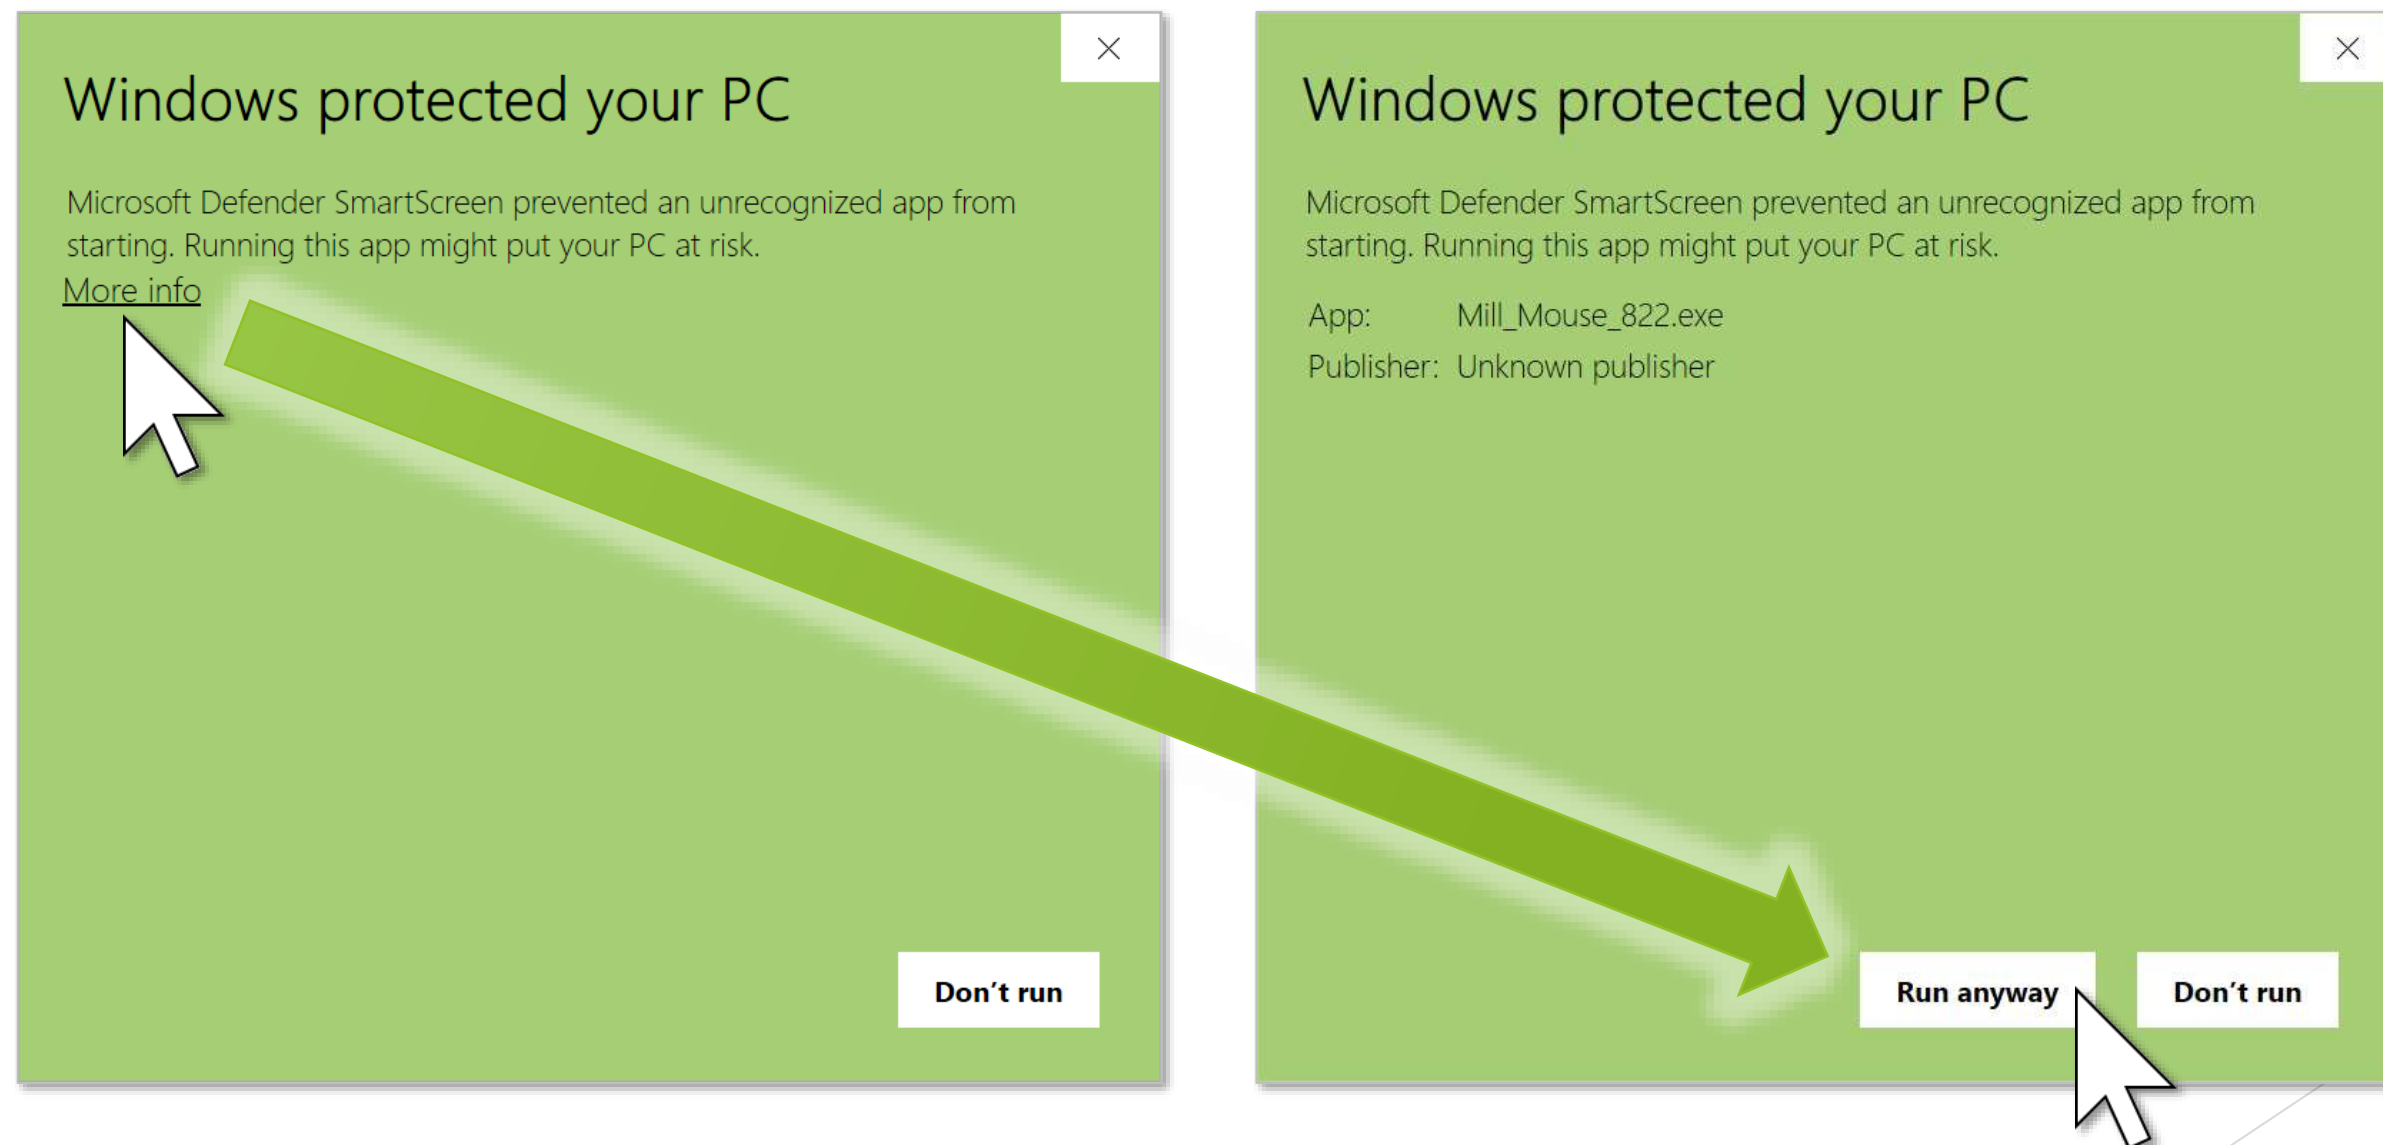 Windows protected your PC
Microsoft Defender SmartScreen prevented an unrecognized app from
starting. Running this app might put your PC at risk.
More info
Don't run
Windows protected your PC
Microsoft Defender SmartScreen prevented an unrecognized app from
starting. Running this app might put your PC at risk.
App: Mill_Mouse_822.exe
Publisher: Unknown publisher
Run anyway Don't run